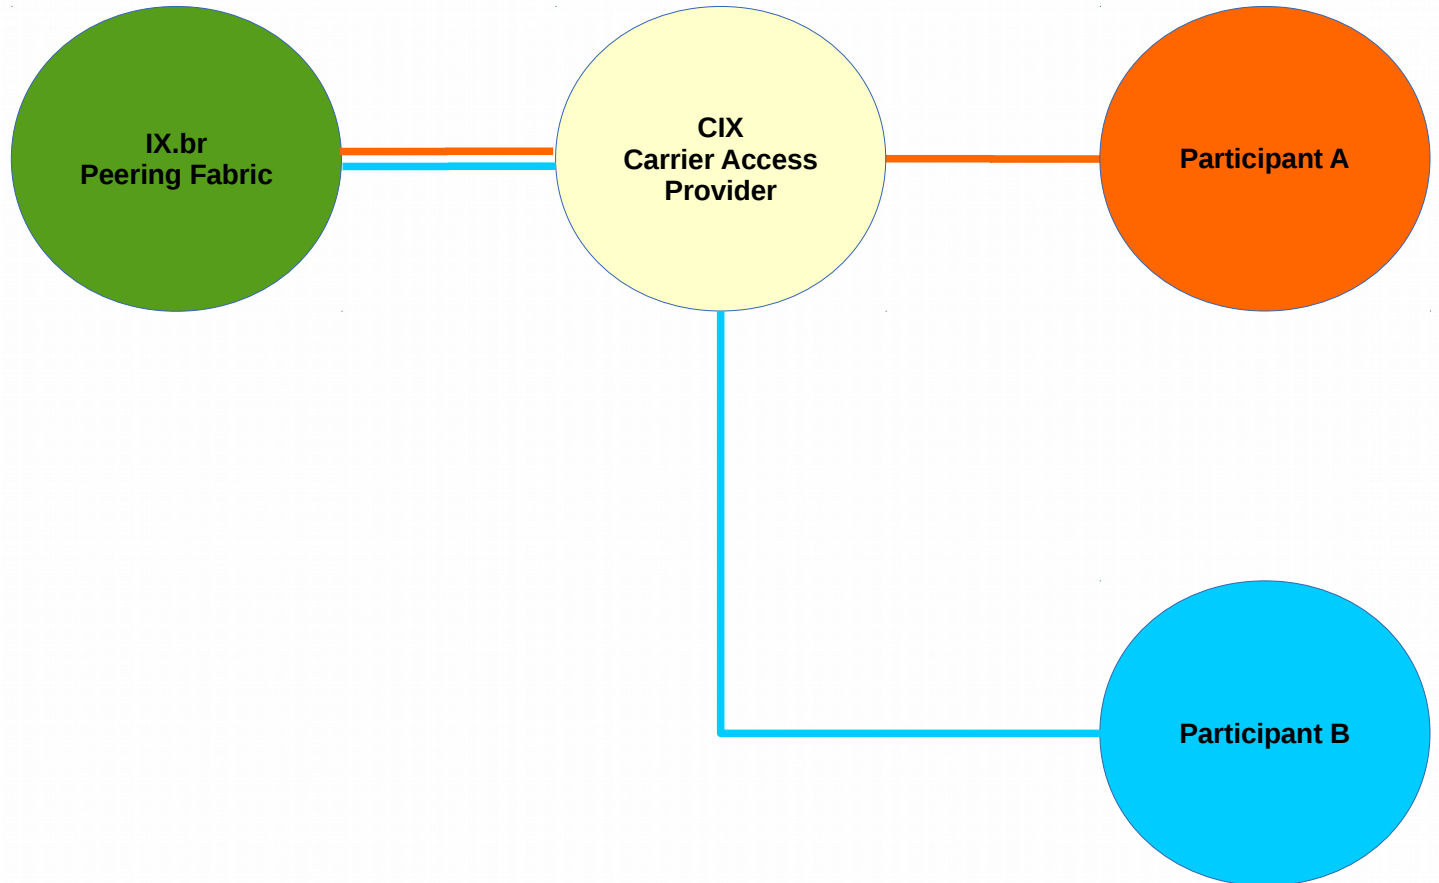 IX.br
Peering Fabric
CIX
Carrier Access
Provider
Participant A
Participant B